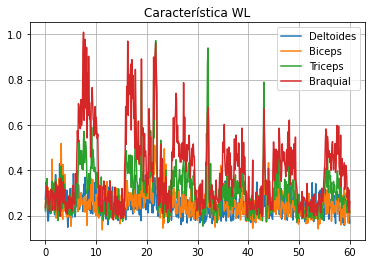 Característica WL
Deltoides
Biceps
Triceps
Braquial
1.0
0.8
0.6
0.4
0.2
0 10 20 30 40 50 60